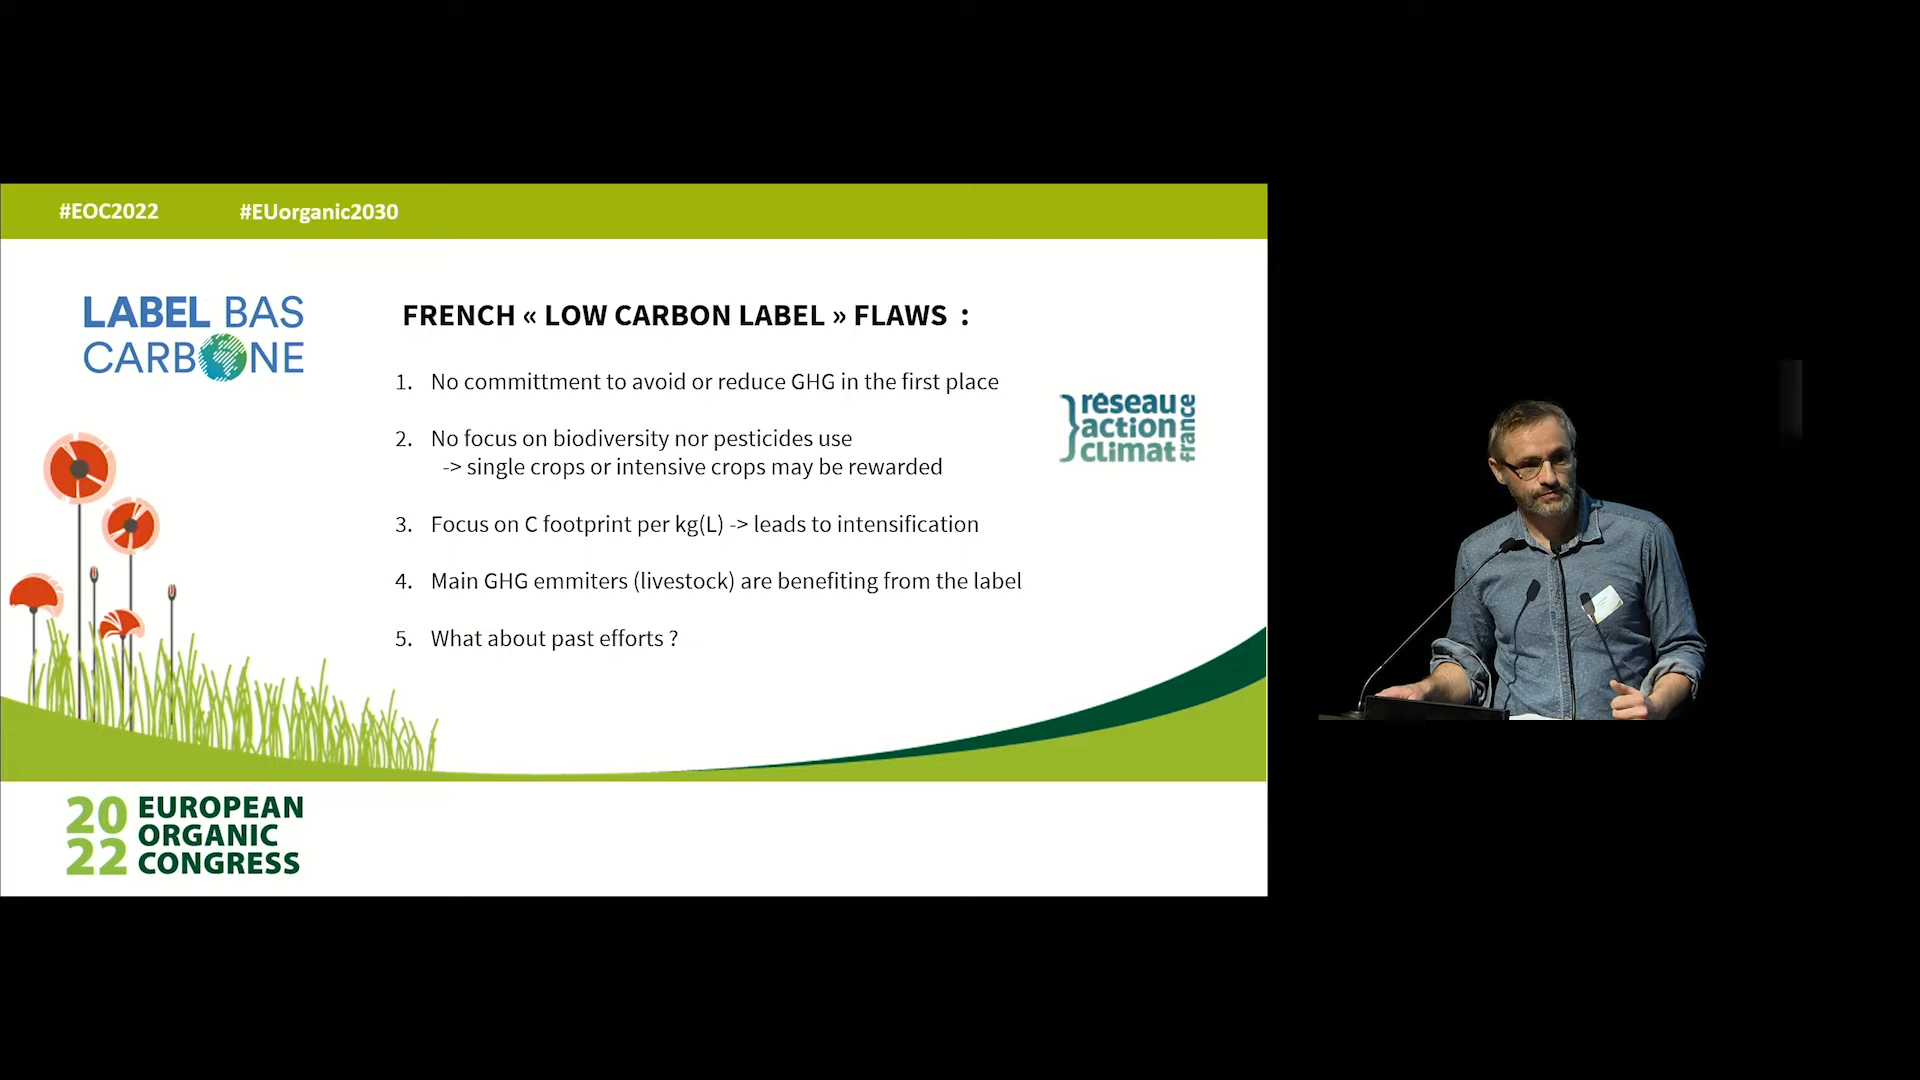 #EOC2022 #EUorganic2030
LABEL BAS
CARBONE
FRENCH « LOW CARBON LABEL » FLAWS :
1. No committment to avoid or reduce GHG in the first place
2. No focus on biodiversity nor pesticides use
-> single crops or intensive crops may be rewarded
3. Focus on C footprint per kg(L) -> leads to intensification
4. Main GHG emmiters (livestock) are benefiting from the label
5. What about past efforts ?
réseau
action
climat
france
2022
EUROPEAN
ORGANIC
CONGRESS